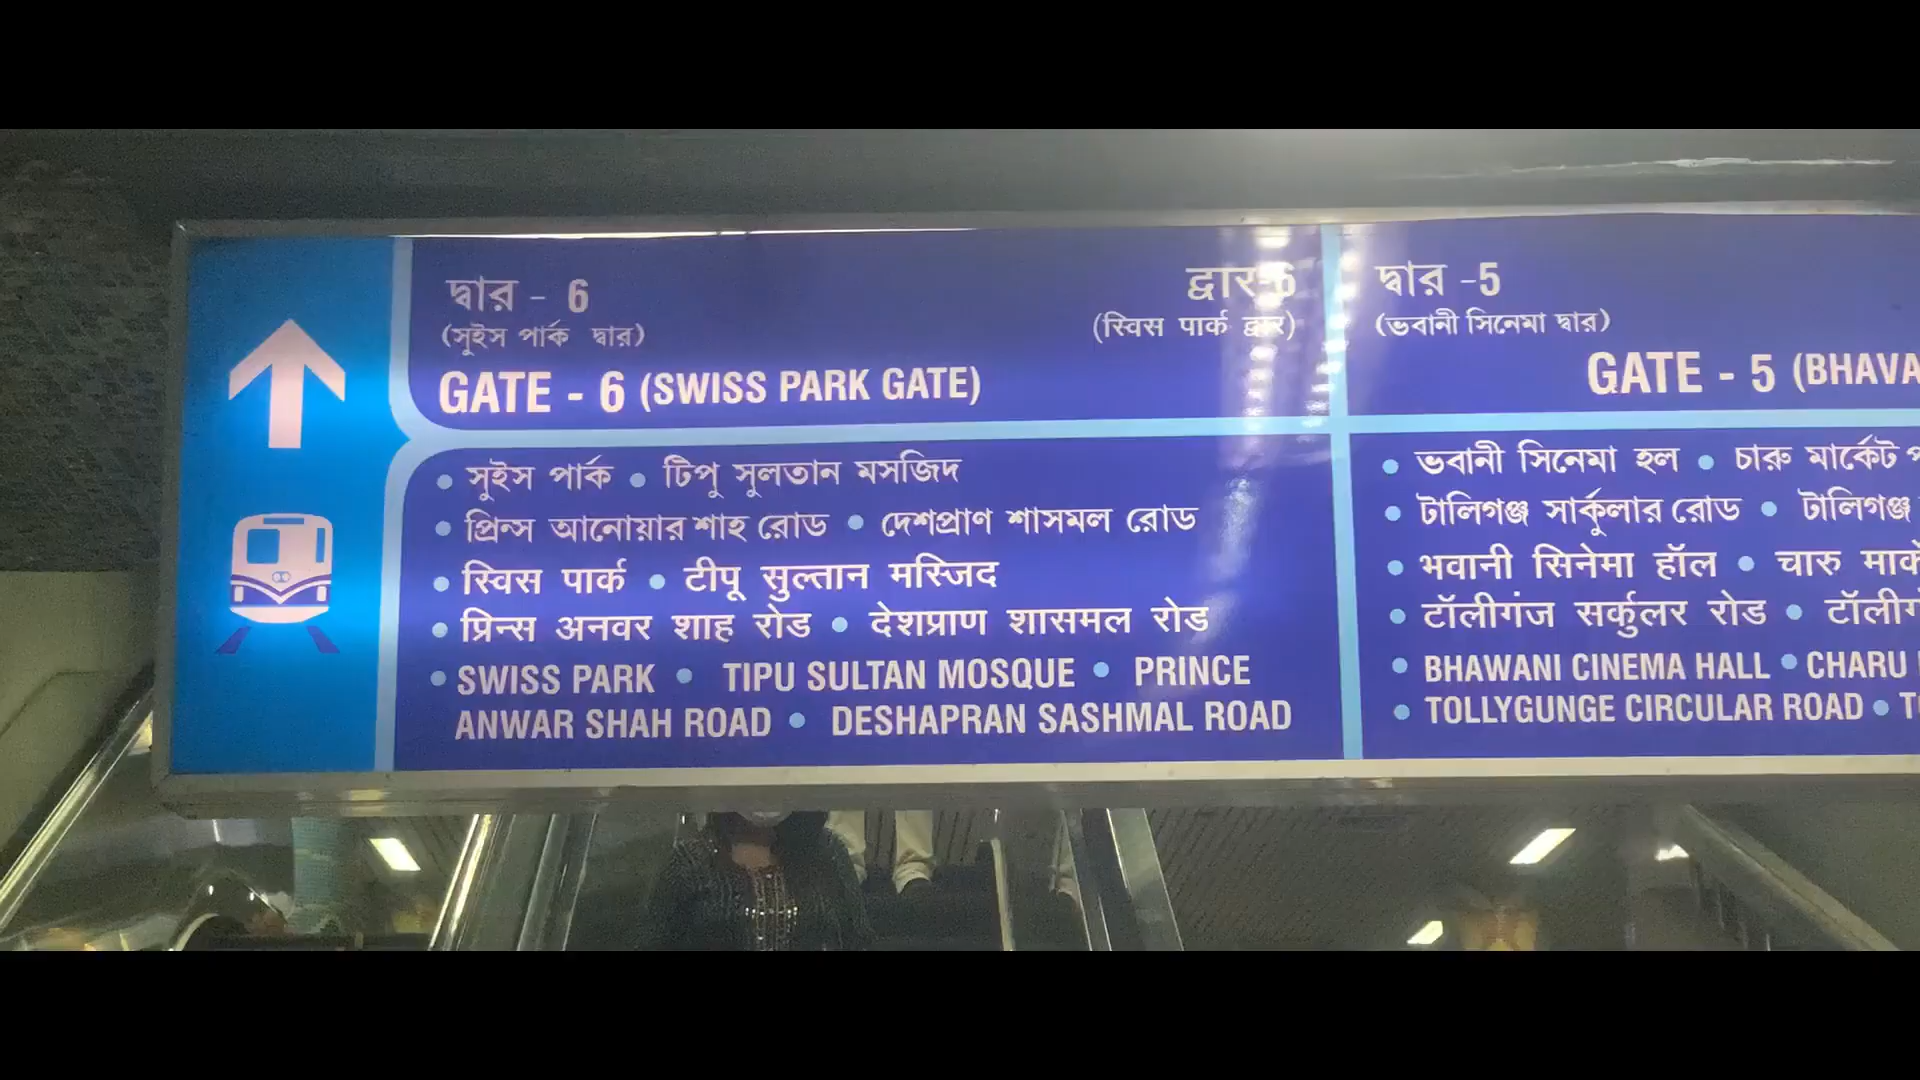 দ্বার - 6
(সুইস পার্ক দ্বার)
द्वार-6
(स्विस पार्क द्वार)
GATE - 6 (SWISS PARK GATE)
• সুইস পার্ক • টিপু সুলতান মসজিদ
• প্রিন্স আনোয়ার শাহ রোড • দেশপ্রাণ শাসমল রোড
• स्विस पार्क • टीपू सुल्तान मस्जिद
• प्रिन्स अनवर शाह रोड • देशप्राण शासमल रोड
• SWISS PARK • TIPU SULTAN MOSQUE • PRINCE
ANWAR SHAH ROAD • DESHAPRAN SASHMAL ROAD
দ্বার -5
(ভবানী সিনেমা দ্বার)
GATE - 5 (BHAVA
• ভবানী সিনেমা হল • চারু মার্কেট
• টালিগঞ্জ সার্কুলার রোড • টালিগঞ্জ
• भवानी सिनेमा हॉल • चारु
• टॉलीगंज सर्कुलर रोड •
• BHAWANI CINEMA HALL • CHARU
• TOLLYGUNGE CIRCULAR ROAD •